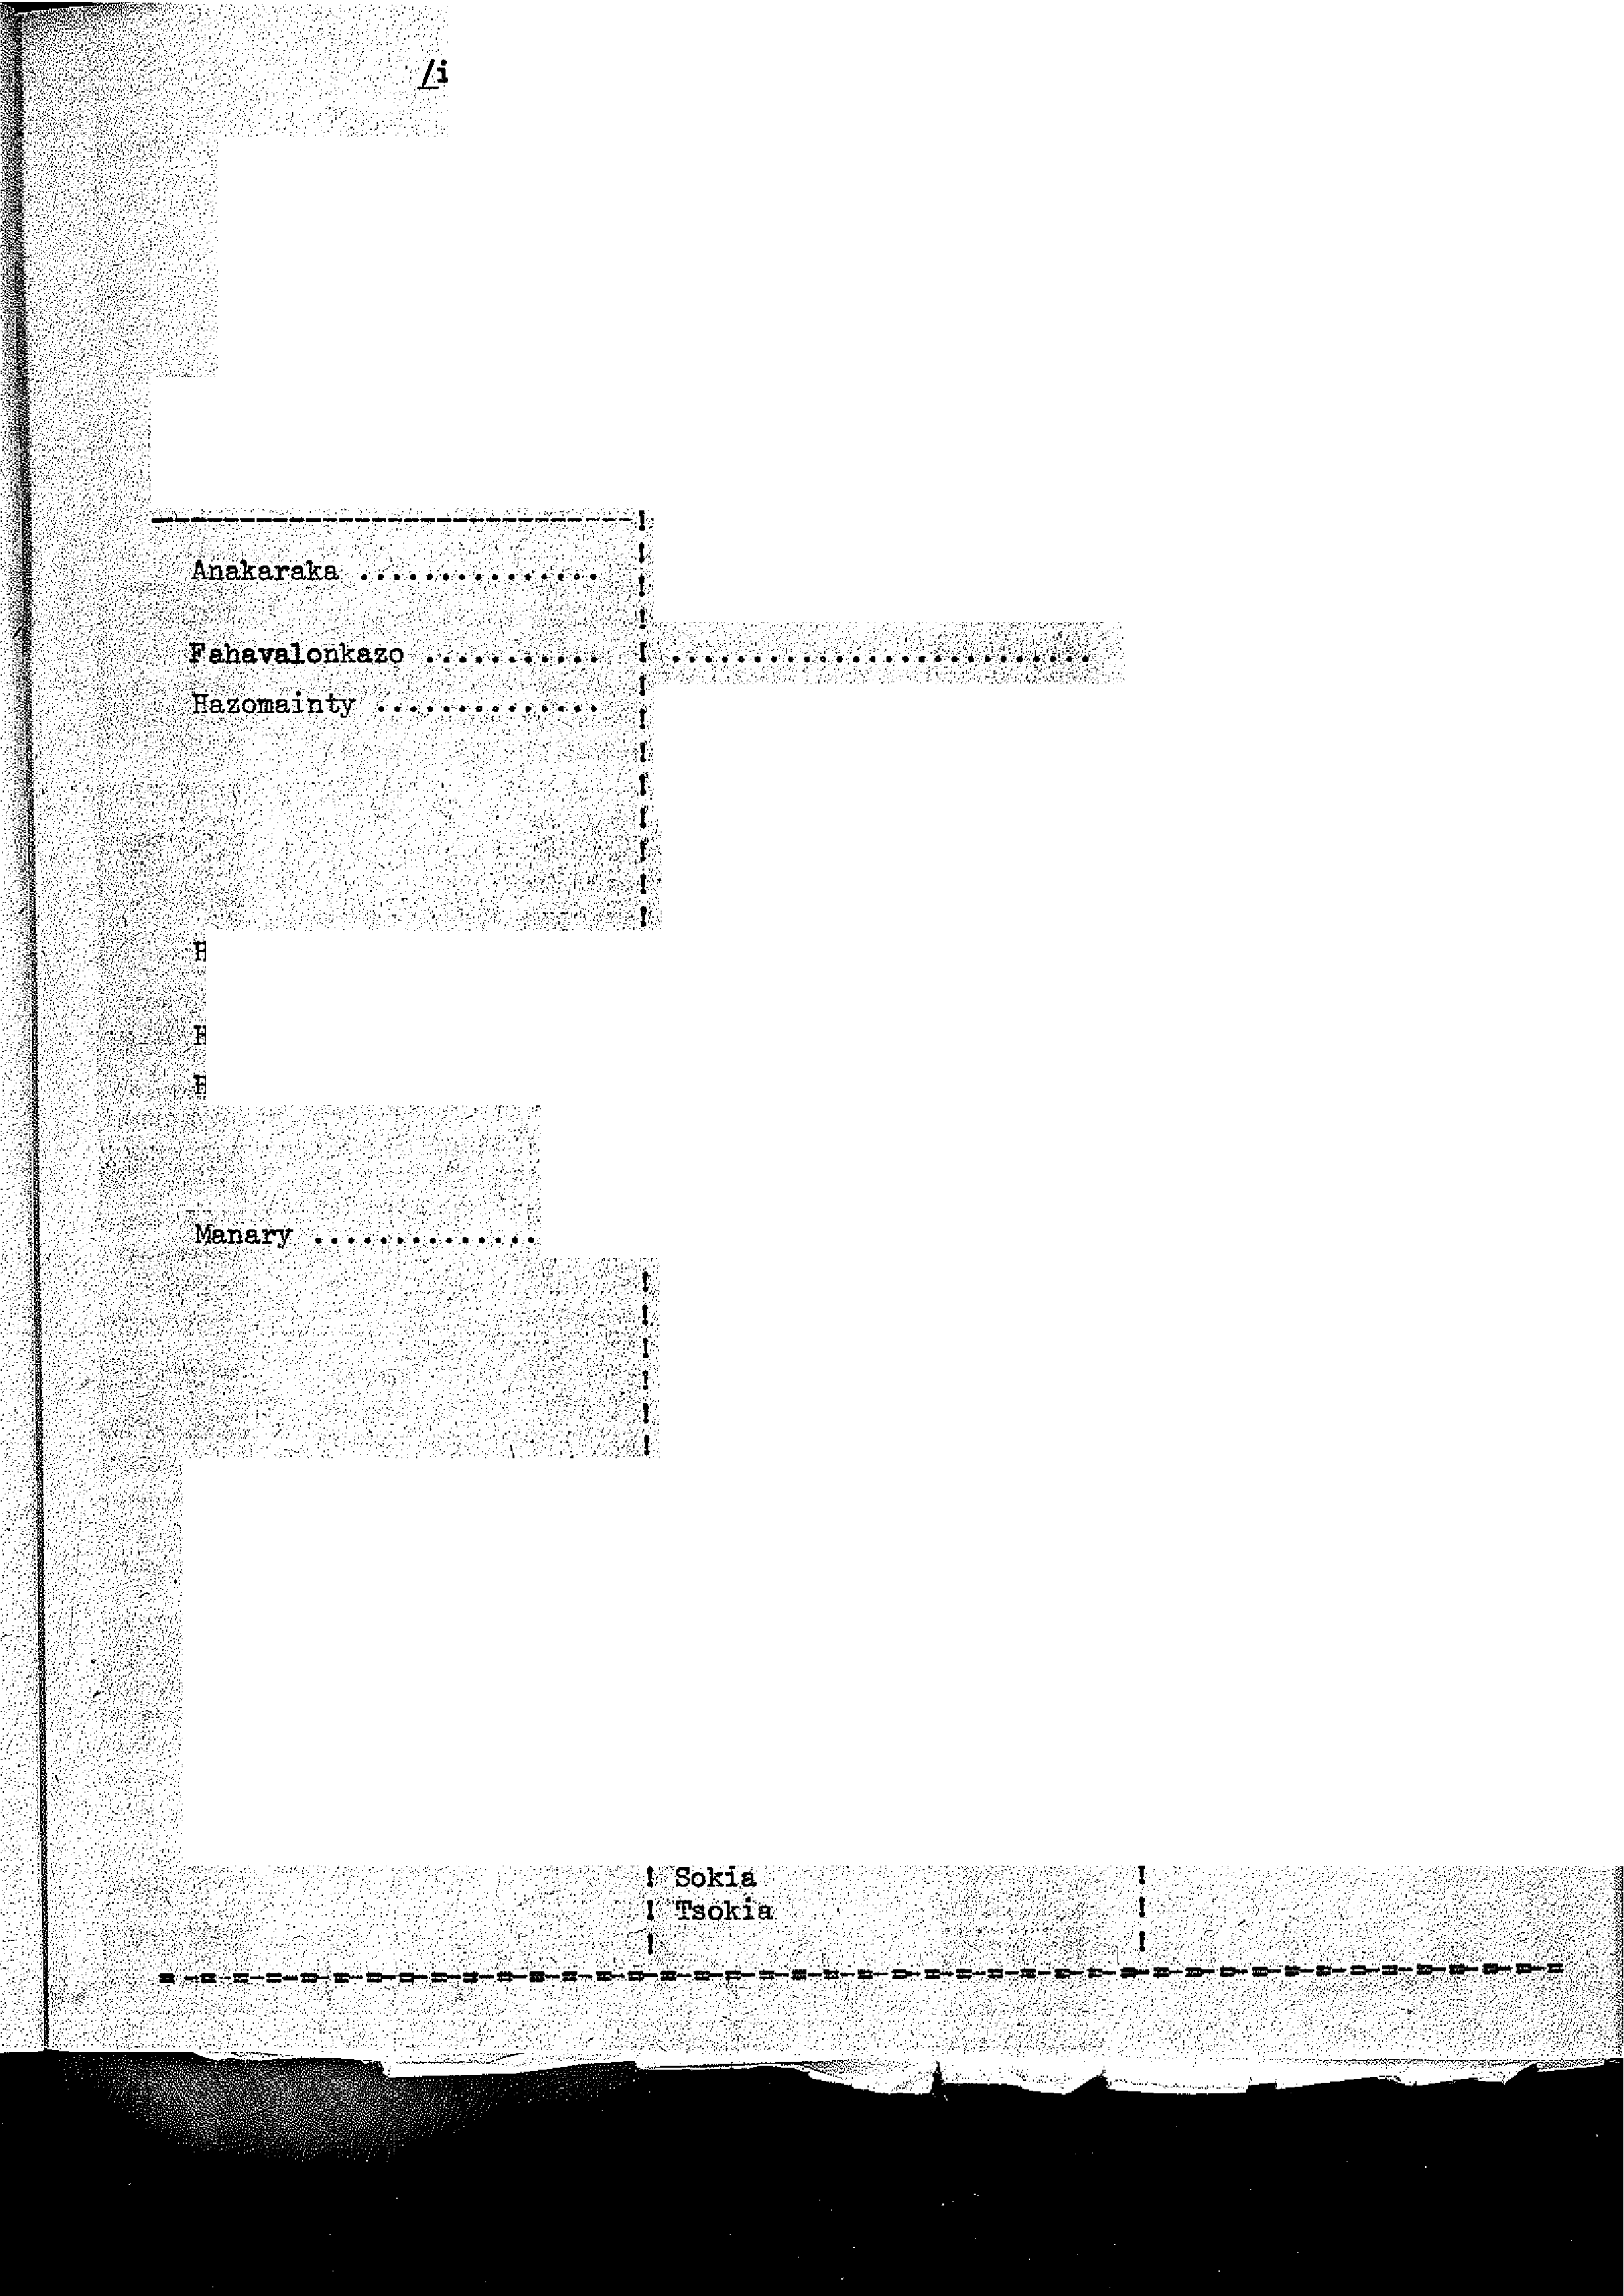 /i
Anakaraka ...............
Fahavalonkazo ........... ! ..........................
Hazomainty ..............
H
H
H
Manary ..............
! Sokia !
! Tsokia !